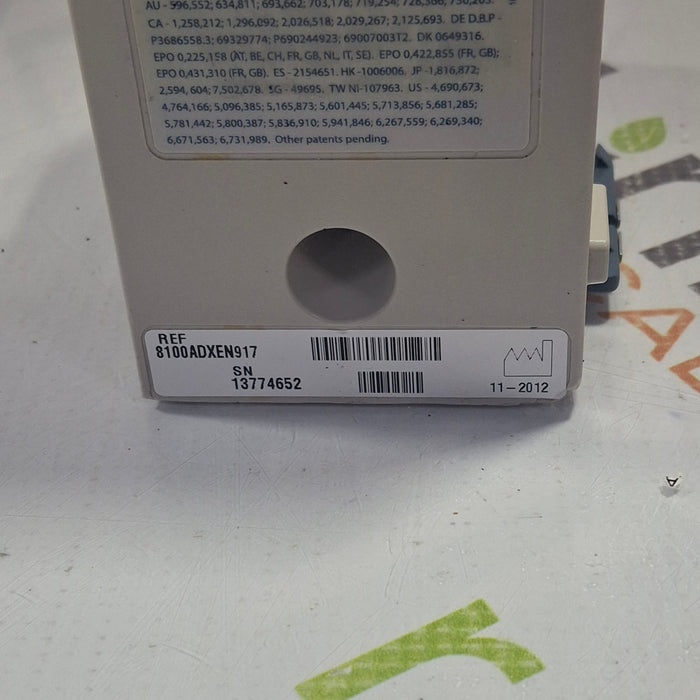 AU - 996,552; 634,811; 693,662; 703,178; 719,254; 728,386; 730,203.
CA - 1,258,212; 1,296,092; 2,026,518; 2,029,267; 2,125,693. DE D.B.P -
P3686558.3; 69329774; P690244923; 69007003T2. DK 0649316.
EPO 0,225,158 (AT, BE, CH, FR, GB, NL, IT, SE). EPO 0,422,855 (FR, GB);
EPO 0,431,310 (FR, GB). ES - 2154651. HK -1006006. JP -1,816,872;
2,594,604; 7,502,678. SG - 49695. TW NI-107963. US - 4,690,673;
4,764,166; 5,096,385; 5,165,873; 5,601,445; 5,713,856; 5,681,285;
5,781,442; 5,800,387; 5,836,910; 5,941,846; 6,267,559; 6,269,340;
6,671,563; 6,731,989. Other patents pending.
REF
8100ADXEN917
SN
13774652
11-2012
A